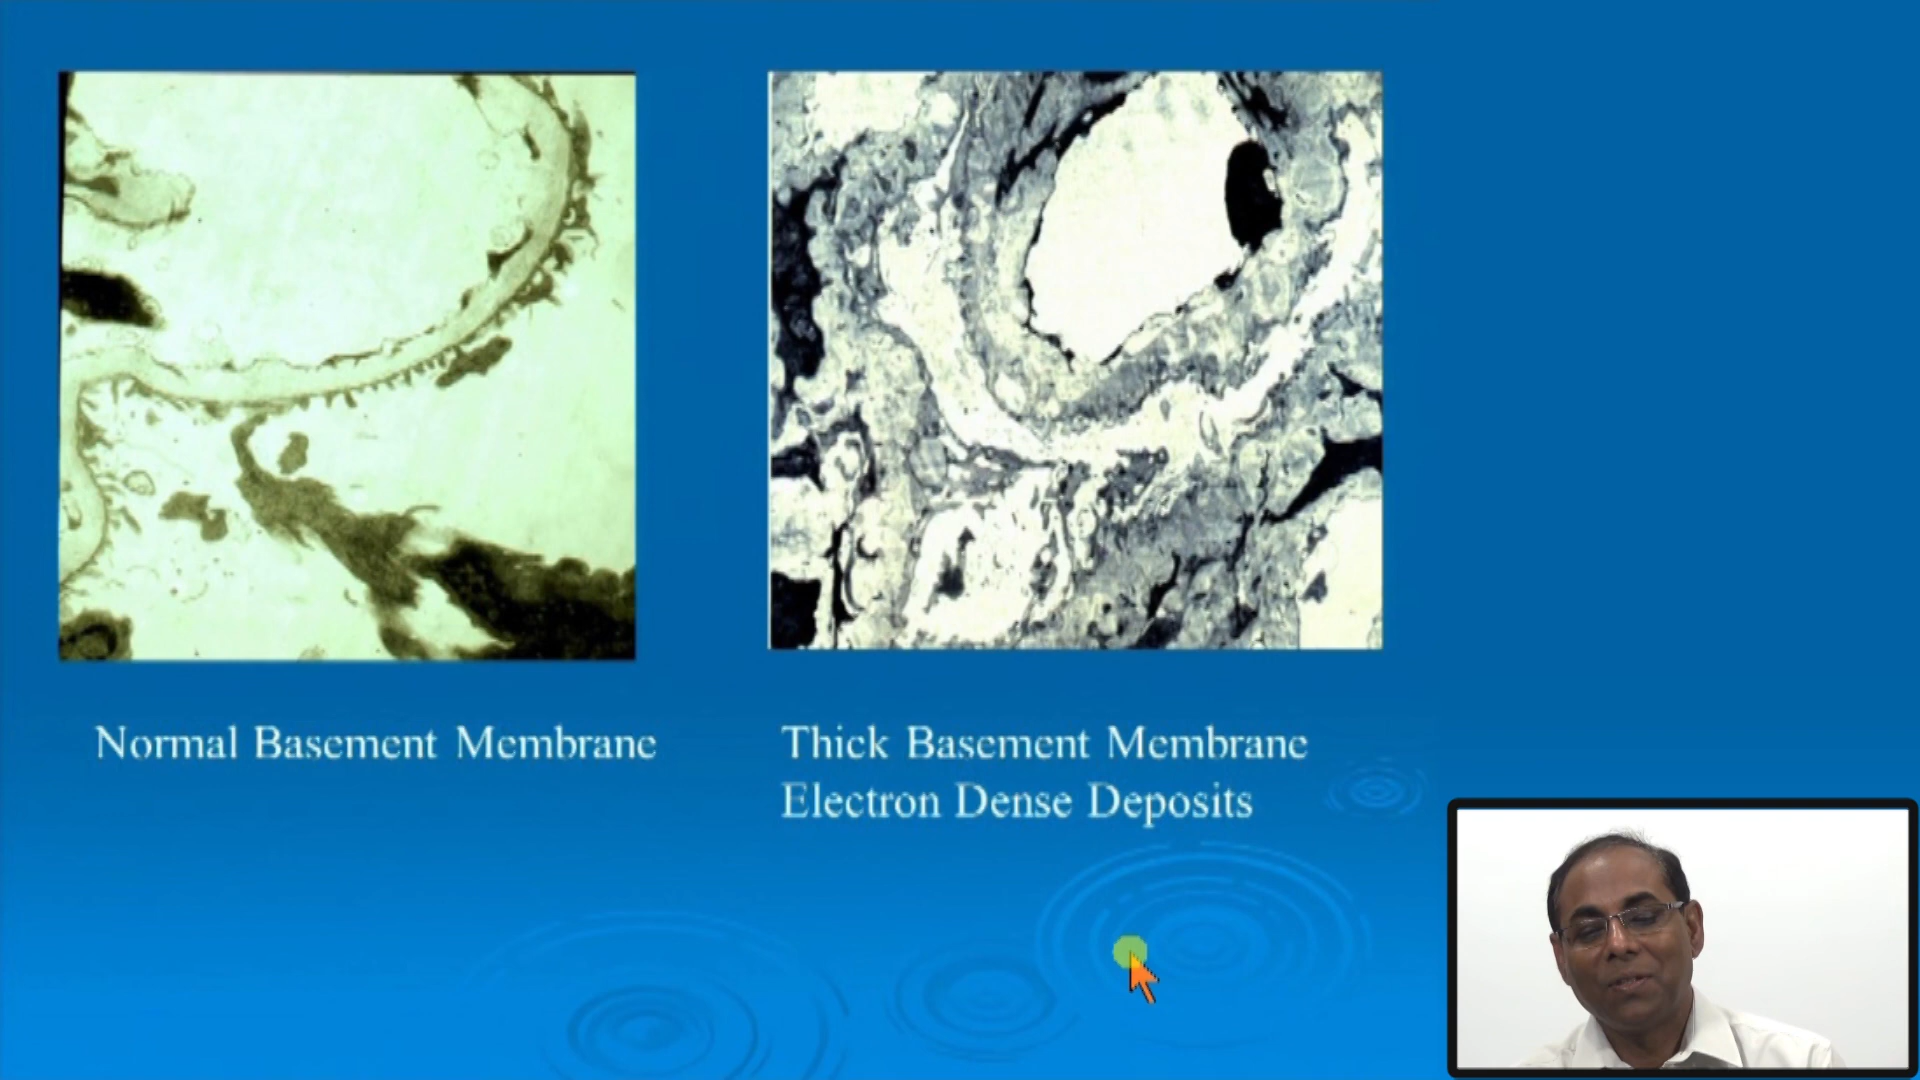 Normal Basement Membrane
Thick Basement Membrane
Electron Dense Deposits